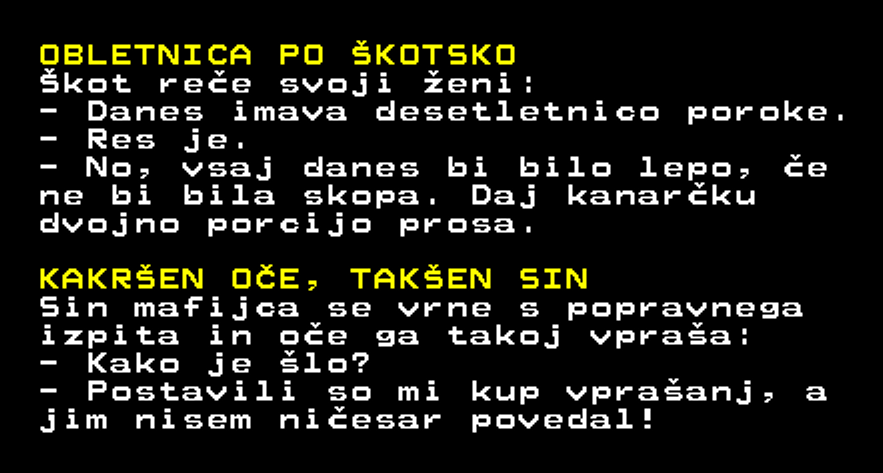 OBLETNICA PO ŠKOTSKO
Škot reče svoji ženi:
- Danes imava desetletnico poroke.
- Res je.
- No, vsaj danes bi bilo lepo, če
ne bi bila skopa. Daj kanarčku
dvojno porcijo prosa.
KAKRŠEN OČE, TAKŠEN SIN
Sin mafijca se vrne s popravnega
izpita in oče ga takoj vpraša:
- Kako je šlo?
- Postavili so mi kup vprašanj, a
jim nisem ničesar povedal!